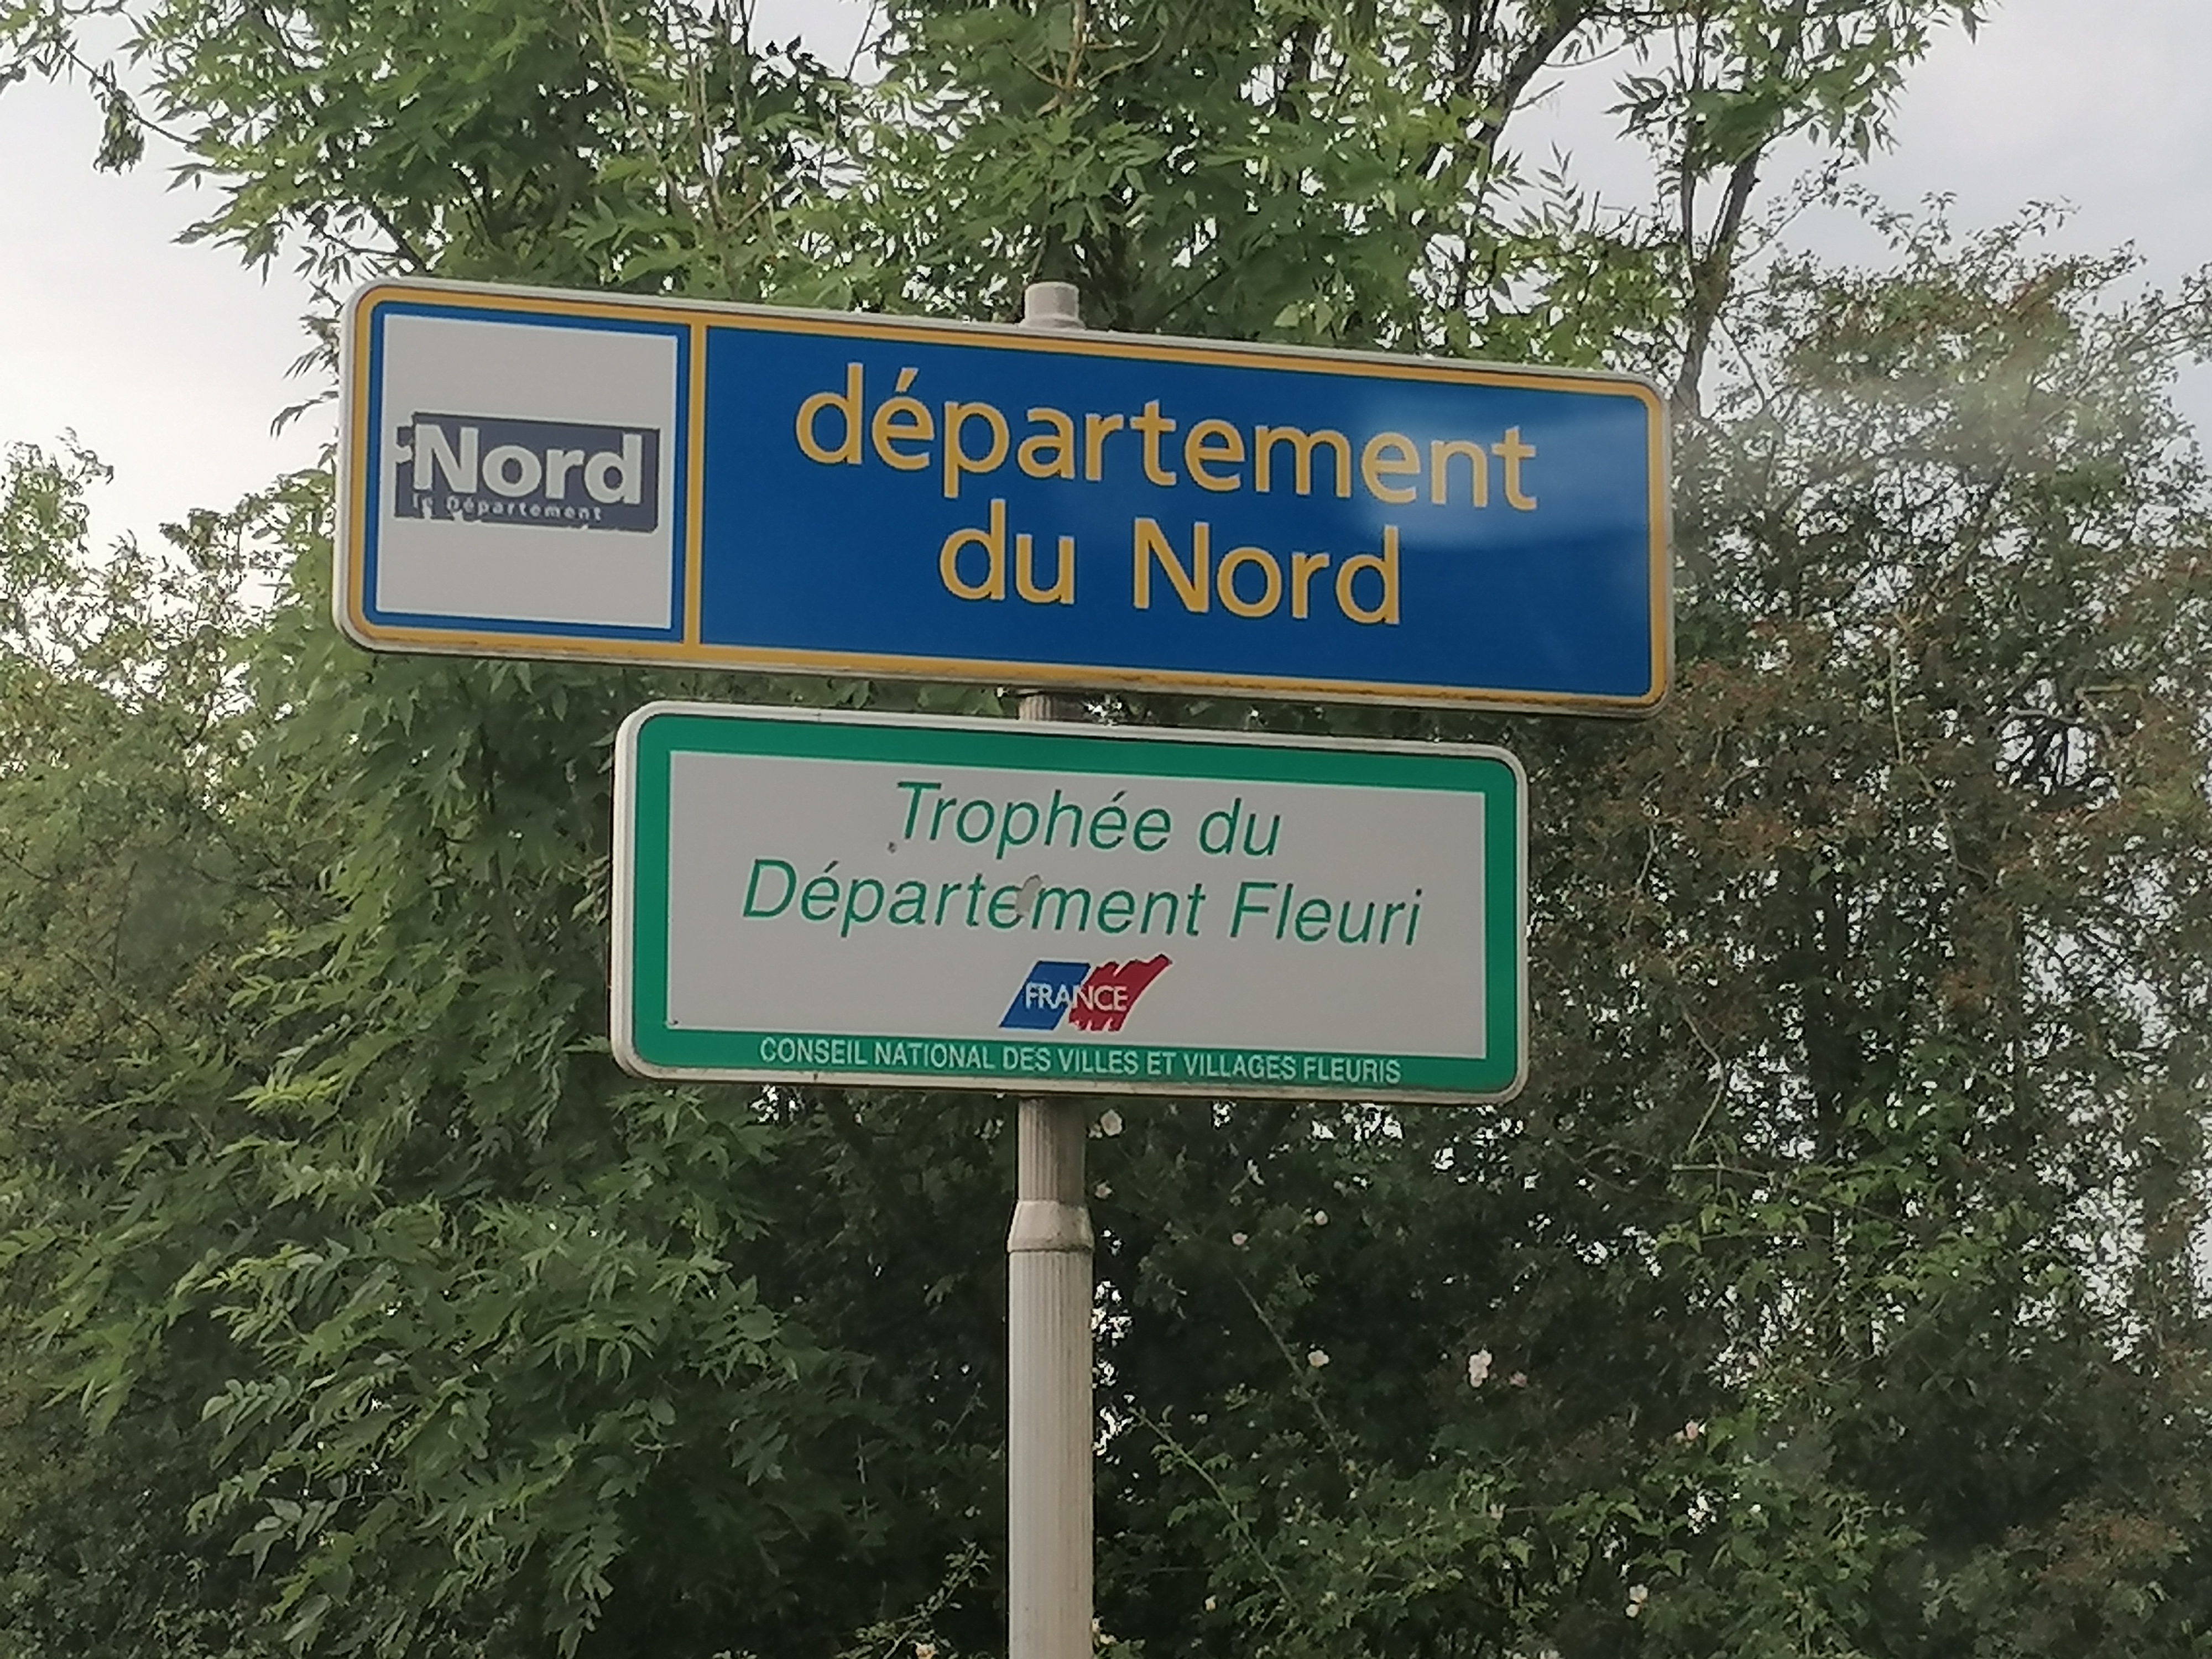 Nord
le Département
département
du Nord
Trophée du
Département Fleuri
FRANCE
CONSEIL NATIONAL DES VILLES ET VILLAGES FLEURIS